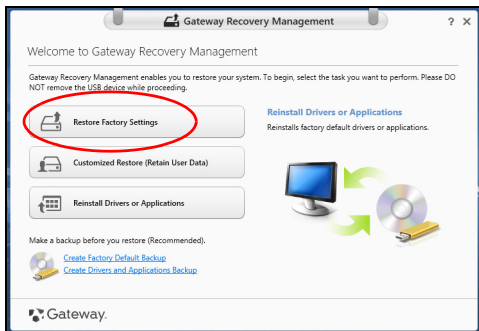 Gateway Recovery Management
? X
Welcome to Gateway Recovery Management
Gateway Recovery Management enables you to restore your system. To begin, select the task you want to perform. Please DO
NOT remove the USB device while proceeding.
Restore Factory Settings
Customized Restore (Retain User Data)
Reinstall Drivers or Applications
Reinstall Drivers or Applications
Reinstalls factory default drivers or applications.
Make a backup before you restore (Recommended).
Create Factory Default Backup
Create Drivers and Applications Backup
Gateway.